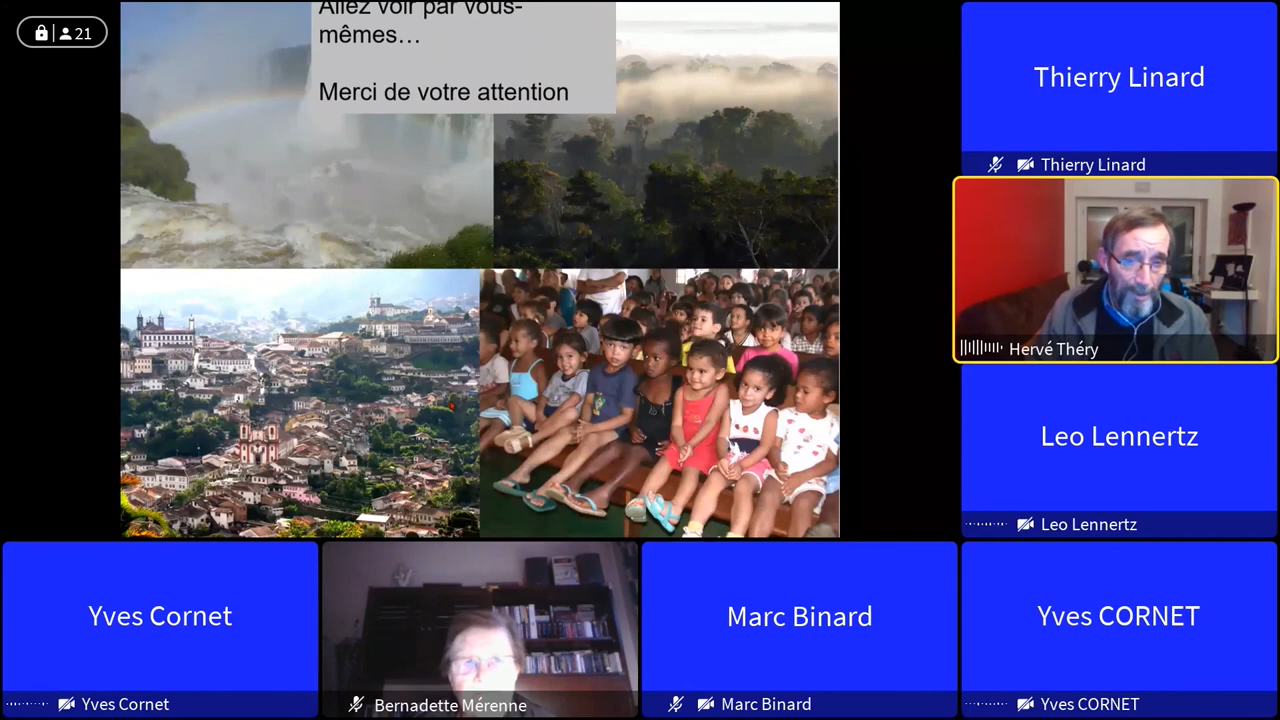 21
Allez voir par vous-
mêmes…
Merci de votre attention
Thierry Linard
Thierry Linard
Hervé Théry
Leo Lennertz
Leo Lennertz
Yves Cornet
Yves Cornet
Bernadette Mérenne
Marc Binard
Marc Binard
Yves CORNET
Yves CORNET